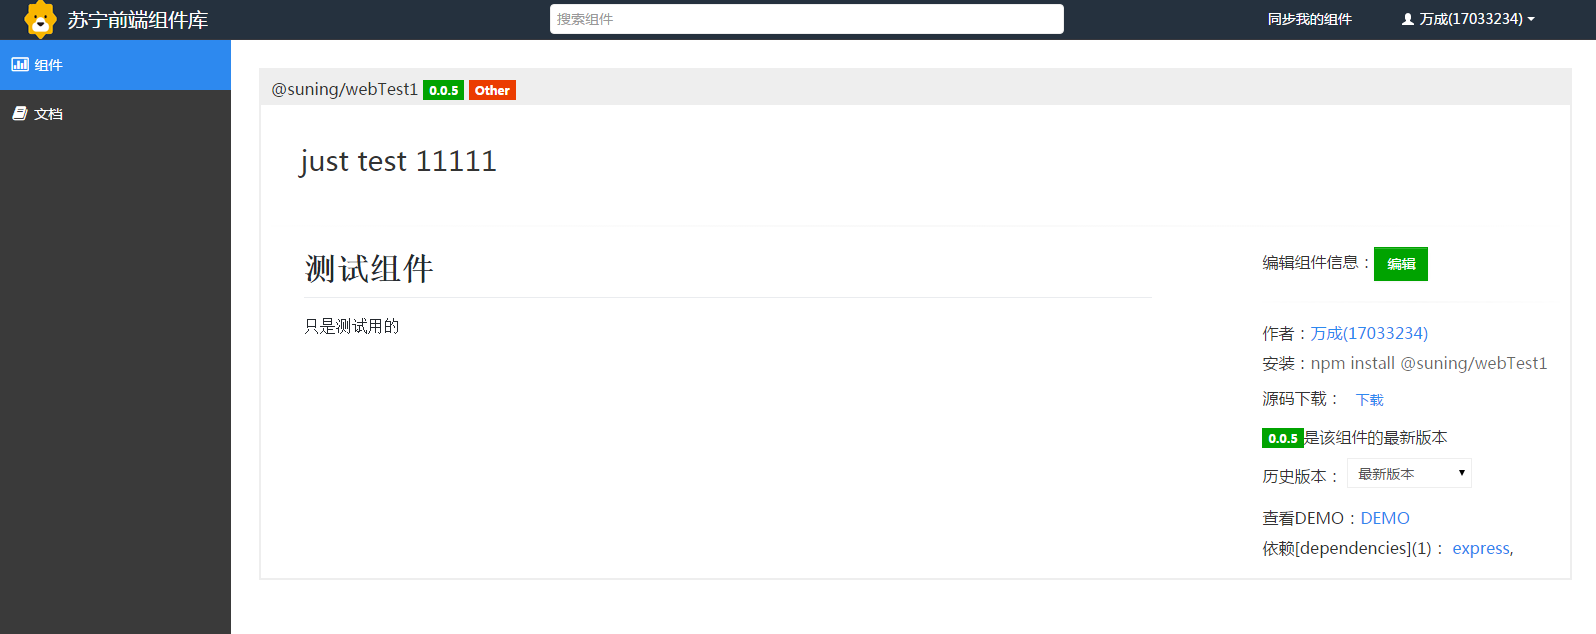 苏宁前端组件库
搜索组件
同步我的组件
万成(17033234)
组件
文档
@suning/webTest1 0.0.5 Other
just test 11111
测试组件
只是测试用的
编辑组件信息： 编辑
作者：万成(17033234)
安装：npm install @suning/webTest1
源码下载： 下载
0.0.5是该组件的最新版本
历史版本： 最新版本
查看DEMO：DEMO
依赖[dependencies](1)： express,